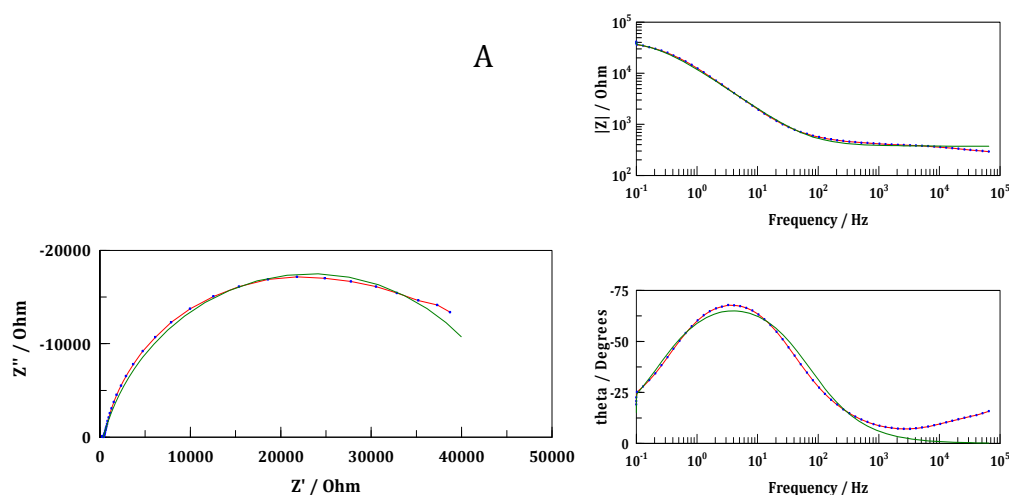 A
10^5
10^4
10^3
10^2
|Z| / Ohm
10^-1 10^0 10^1 10^2 10^3 10^4 10^5
Frequency / Hz
-20000
-10000
0
Z'' / Ohm
0 10000 20000 30000 40000 50000
Z' / Ohm
-75
-50
-25
0
theta / Degrees
10^-1 10^0 10^1 10^2 10^3 10^4 10^5
Frequency / Hz